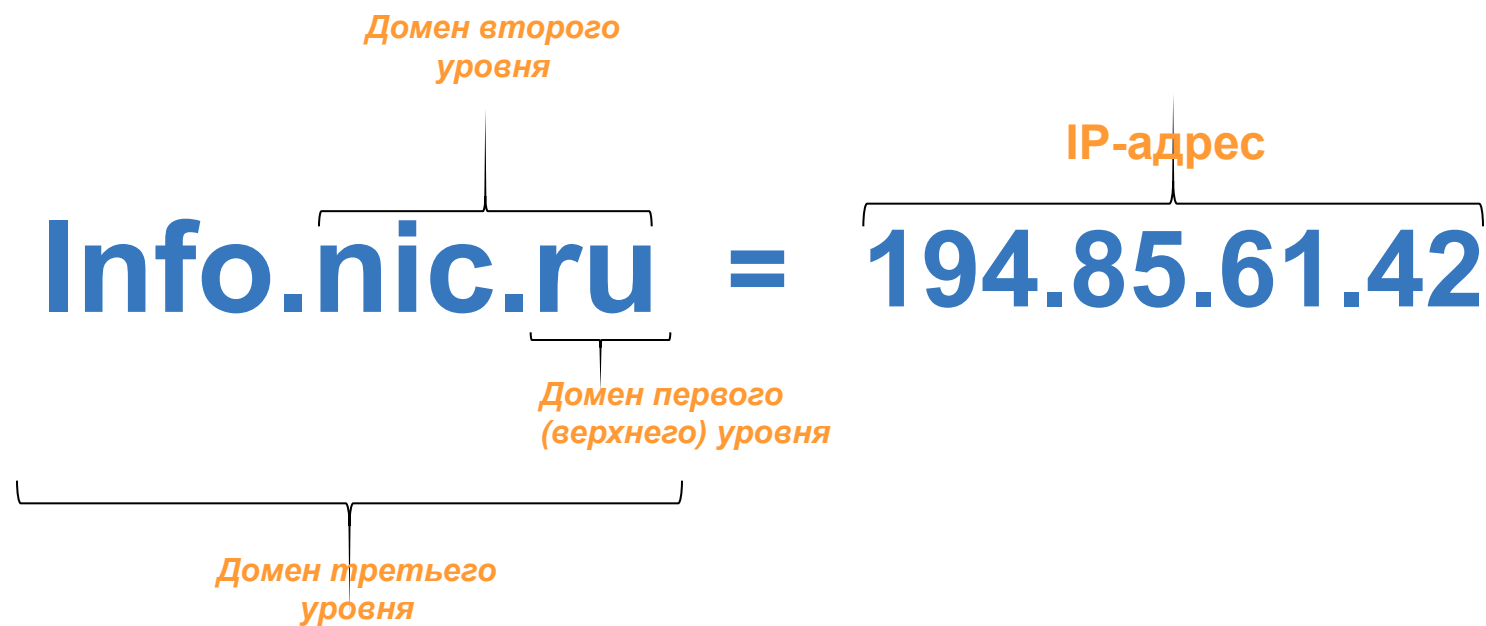 Домен второго
уровня
IP-адрес
Info.nic.ru = 194.85.61.42
Домен первого
(верхнего) уровня
Домен третьего
уровня